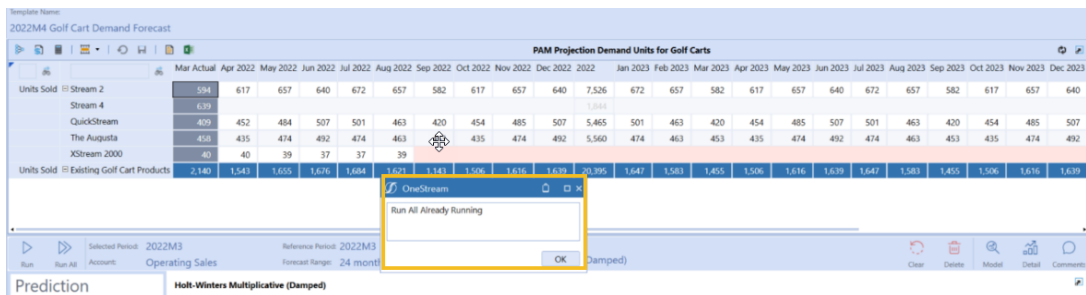 Template Name:
2022M4 Golf Cart Demand Forecast
PAM Projection Demand Units for Golf Carts
Mar Actual Apr 2022 May 2022 Jun 2022 Jul 2022 Aug 2022 Sep 2022 Oct 2022 Nov 2022 Dec 2022 2022 Jan 2023 Feb 2023 Mar 2023 Apr 2023 May 2023 Jun 2023 Jul 2023 Aug 2023 Sep 2023 Oct 2023 Nov 2023 Dec 2023
Units Sold Stream 2 594 617 657 640 672 657 582 617 657 640 7,526 672 657 582 617 657 640 672 657 582 617 657 640
Stream 4 639 1,844
QuickStream 409 452 484 507 501 463 420 454 485 507 5,465 501 463 420 454 485 507 501 463 420 454 485 507
The Augusta 458 435 474 492 474 463 435 474 492 5,560 474 463 453 435 474 492 474 463 453 435 474 492
XStream 2000 40 40 39 37 37 39
Units Sold Existing Golf Cart Products 2,140 1,543 1,655 1,676 1,684 1,621 1,143 1,506 1,616 1,639 20,395 1,647 1,583 1,455 1,506 1,616 1,639 1,647 1,583 1,455 1,506 1,616 1,639
OneStream
Run All Already Running
OK
Selected Period: 2022M3 Reference Period: 2022M3
Account: Operating Sales Forecast Range: 24 mont Damped)
Run Run All Clear Delete Model Detail Comments
Prediction Holt-Winters Multiplicative (Damped)